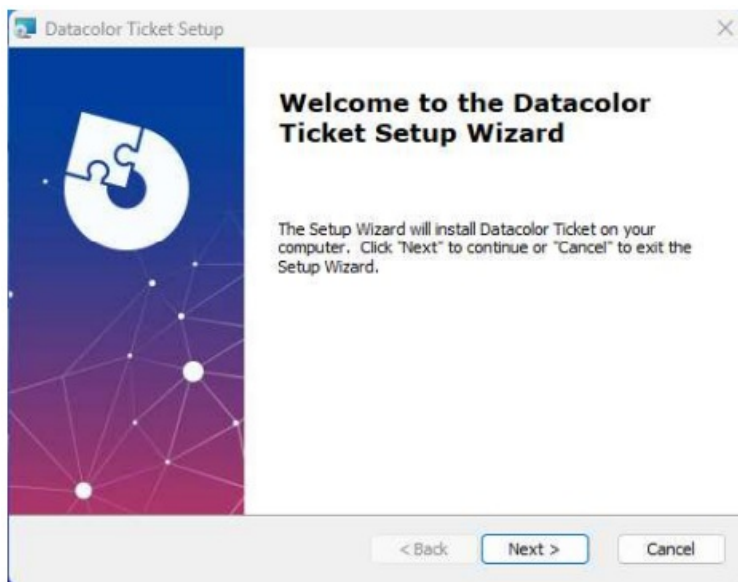 Datacolor Ticket Setup
Welcome to the Datacolor
Ticket Setup Wizard
The Setup Wizard will install Datacolor Ticket on your
computer. Click "Next" to continue or "Cancel" to exit the
Setup Wizard.
< Back Next > Cancel